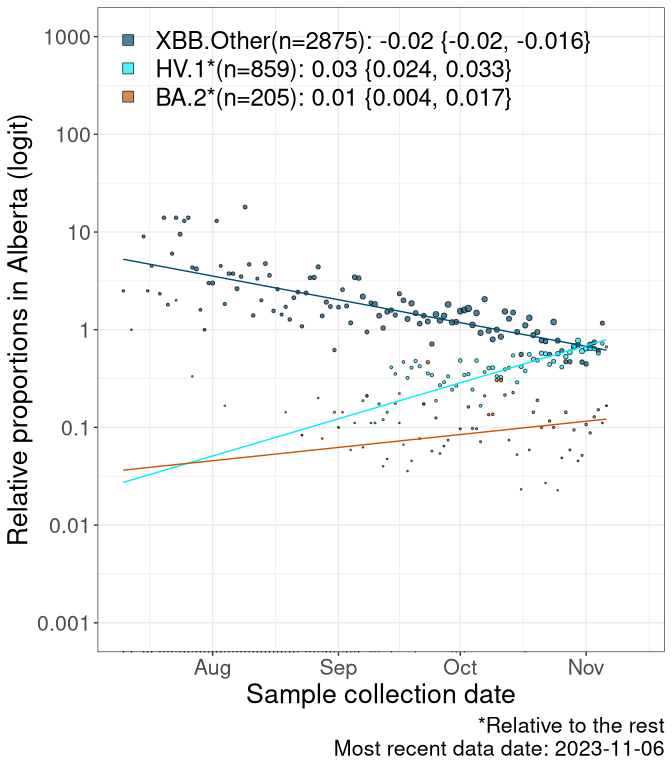 XBB.Other(n=2875): -0.02 {-0.02, -0.016}
HV.1*(n=859): 0.03 {0.024, 0.033}
BA.2*(n=205): 0.01 {0.004, 0.017}
Relative proportions in Alberta (logit)
1000
100
10
1
0.1
0.01
0.001
Aug Sep Oct Nov
Sample collection date
*Relative to the rest
Most recent data date: 2023-11-06